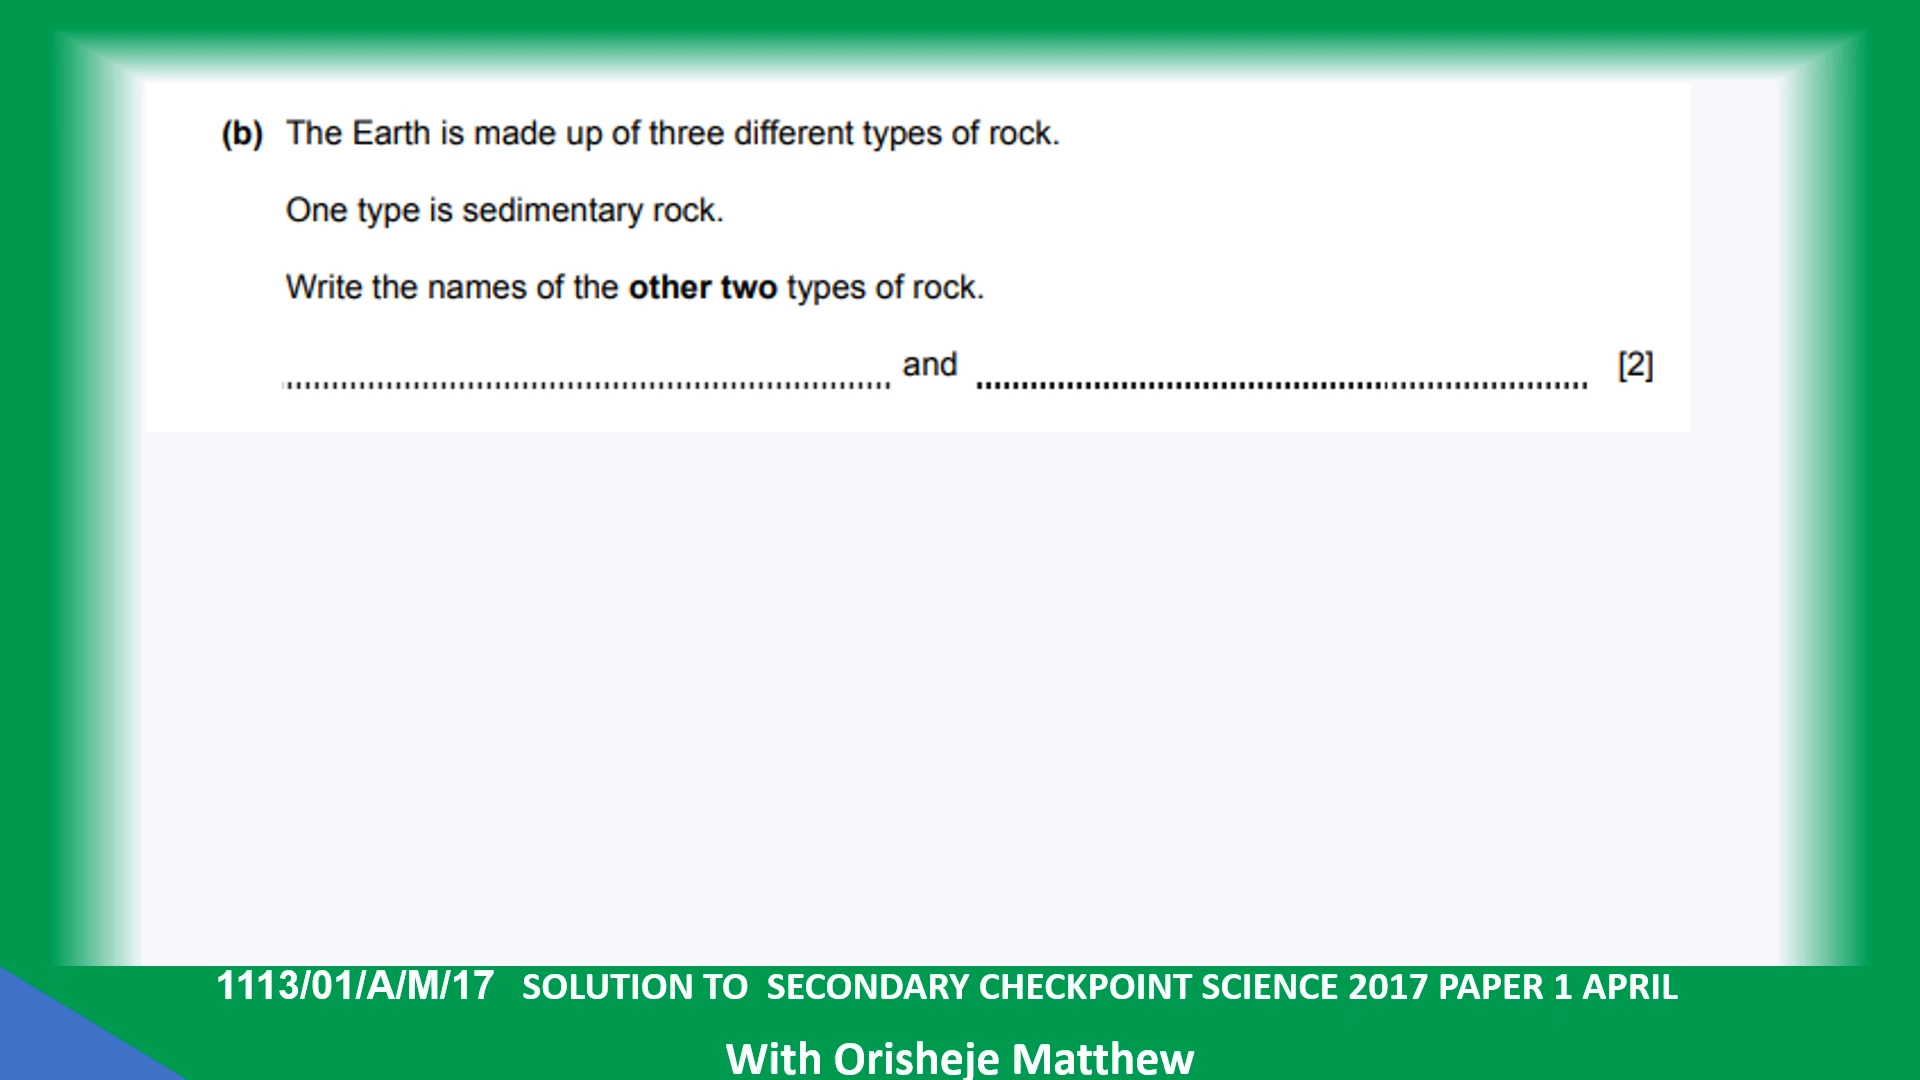 (b) The Earth is made up of three different types of rock.
One type is sedimentary rock.
Write the names of the other two types of rock.
........................................ and ........................................ [2]
1113/01/A/M/17 SOLUTION TO SECONDARY CHECKPOINT SCIENCE 2017 PAPER 1 APRIL
With Orisheje Matthew